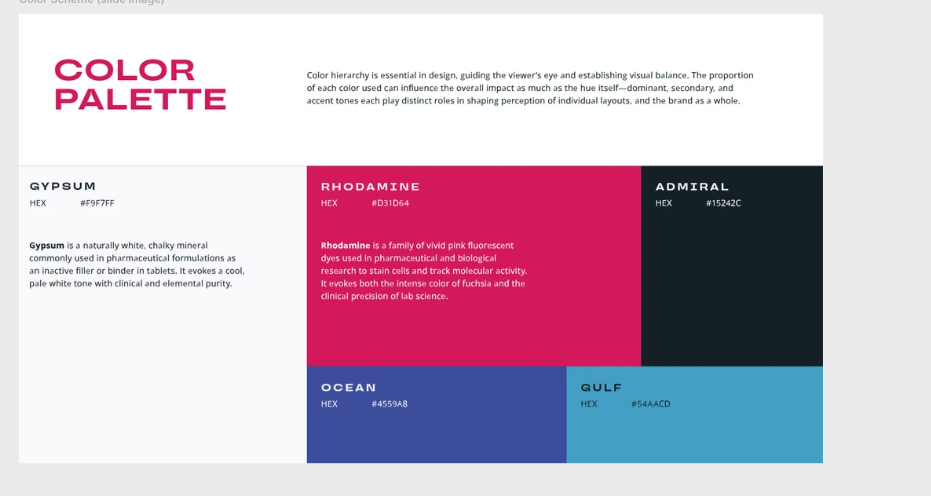 Color Scheme (slide image)
COLOR
PALETTE
Color hierarchy is essential in design, guiding the viewer's eye and establishing visual balance. The proportion
of each color used can influence the overall impact as much as the hue itself—dominant, secondary, and
accent tones each play distinct roles in shaping perception of individual layouts, and the brand as a whole.
GYPSUM
HEX #F9F7FF
Gypsum is a naturally white, chalky mineral
commonly used in pharmaceutical formulations as
an inactive filler or binder in tablets. It evokes a cool,
pale white tone with clinical and elemental purity.
RHODAMINE
HEX #D31D64
Rhodamine is a family of vivid pink fluorescent
dyes used in pharmaceutical and biological
research to stain cells and track molecular activity.
It evokes both the intense color of fuchsia and the
clinical precision of lab science.
ADMIRAL
HEX #15242C
OCEAN
HEX #4559A8
GULF
HEX #54AACD